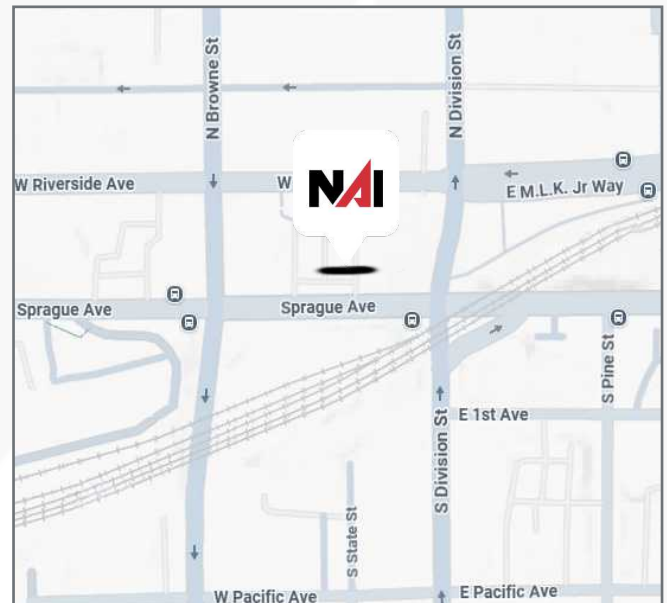 N Browne St
N Division St
W Riverside Ave
W
NAI
E M.L.K. Jr Way
Sprague Ave
Sprague Ave
S Pine St
E 1st Ave
S Division St
S State St
W Pacific Ave
E Pacific Ave